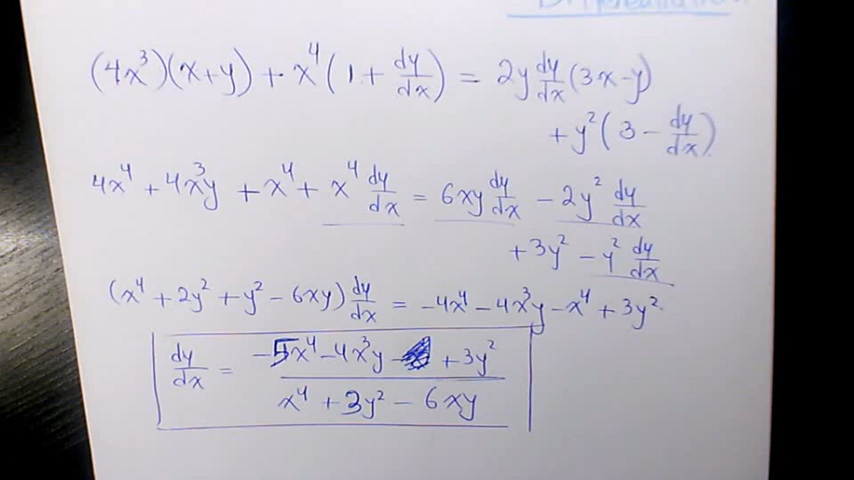 Differentiation
(4x³)(x+y) + x⁴(1 + dy/dx) = 2y dy/dx (3x-y)
+ y²(3 - dy/dx)
4x⁴ + 4x³y + x⁴ + x⁴ dy/dx = 6xy dy/dx - 2y² dy/dx
+ 3y² - y² dy/dx
(x⁴ + 2y² + y² - 6xy) dy/dx = -4x⁴ - 4x³y - x⁴ + 3y²
dy/dx = (-5x⁴ - 4x³y + 3y²)/(x⁴ + 3y² - 6xy)